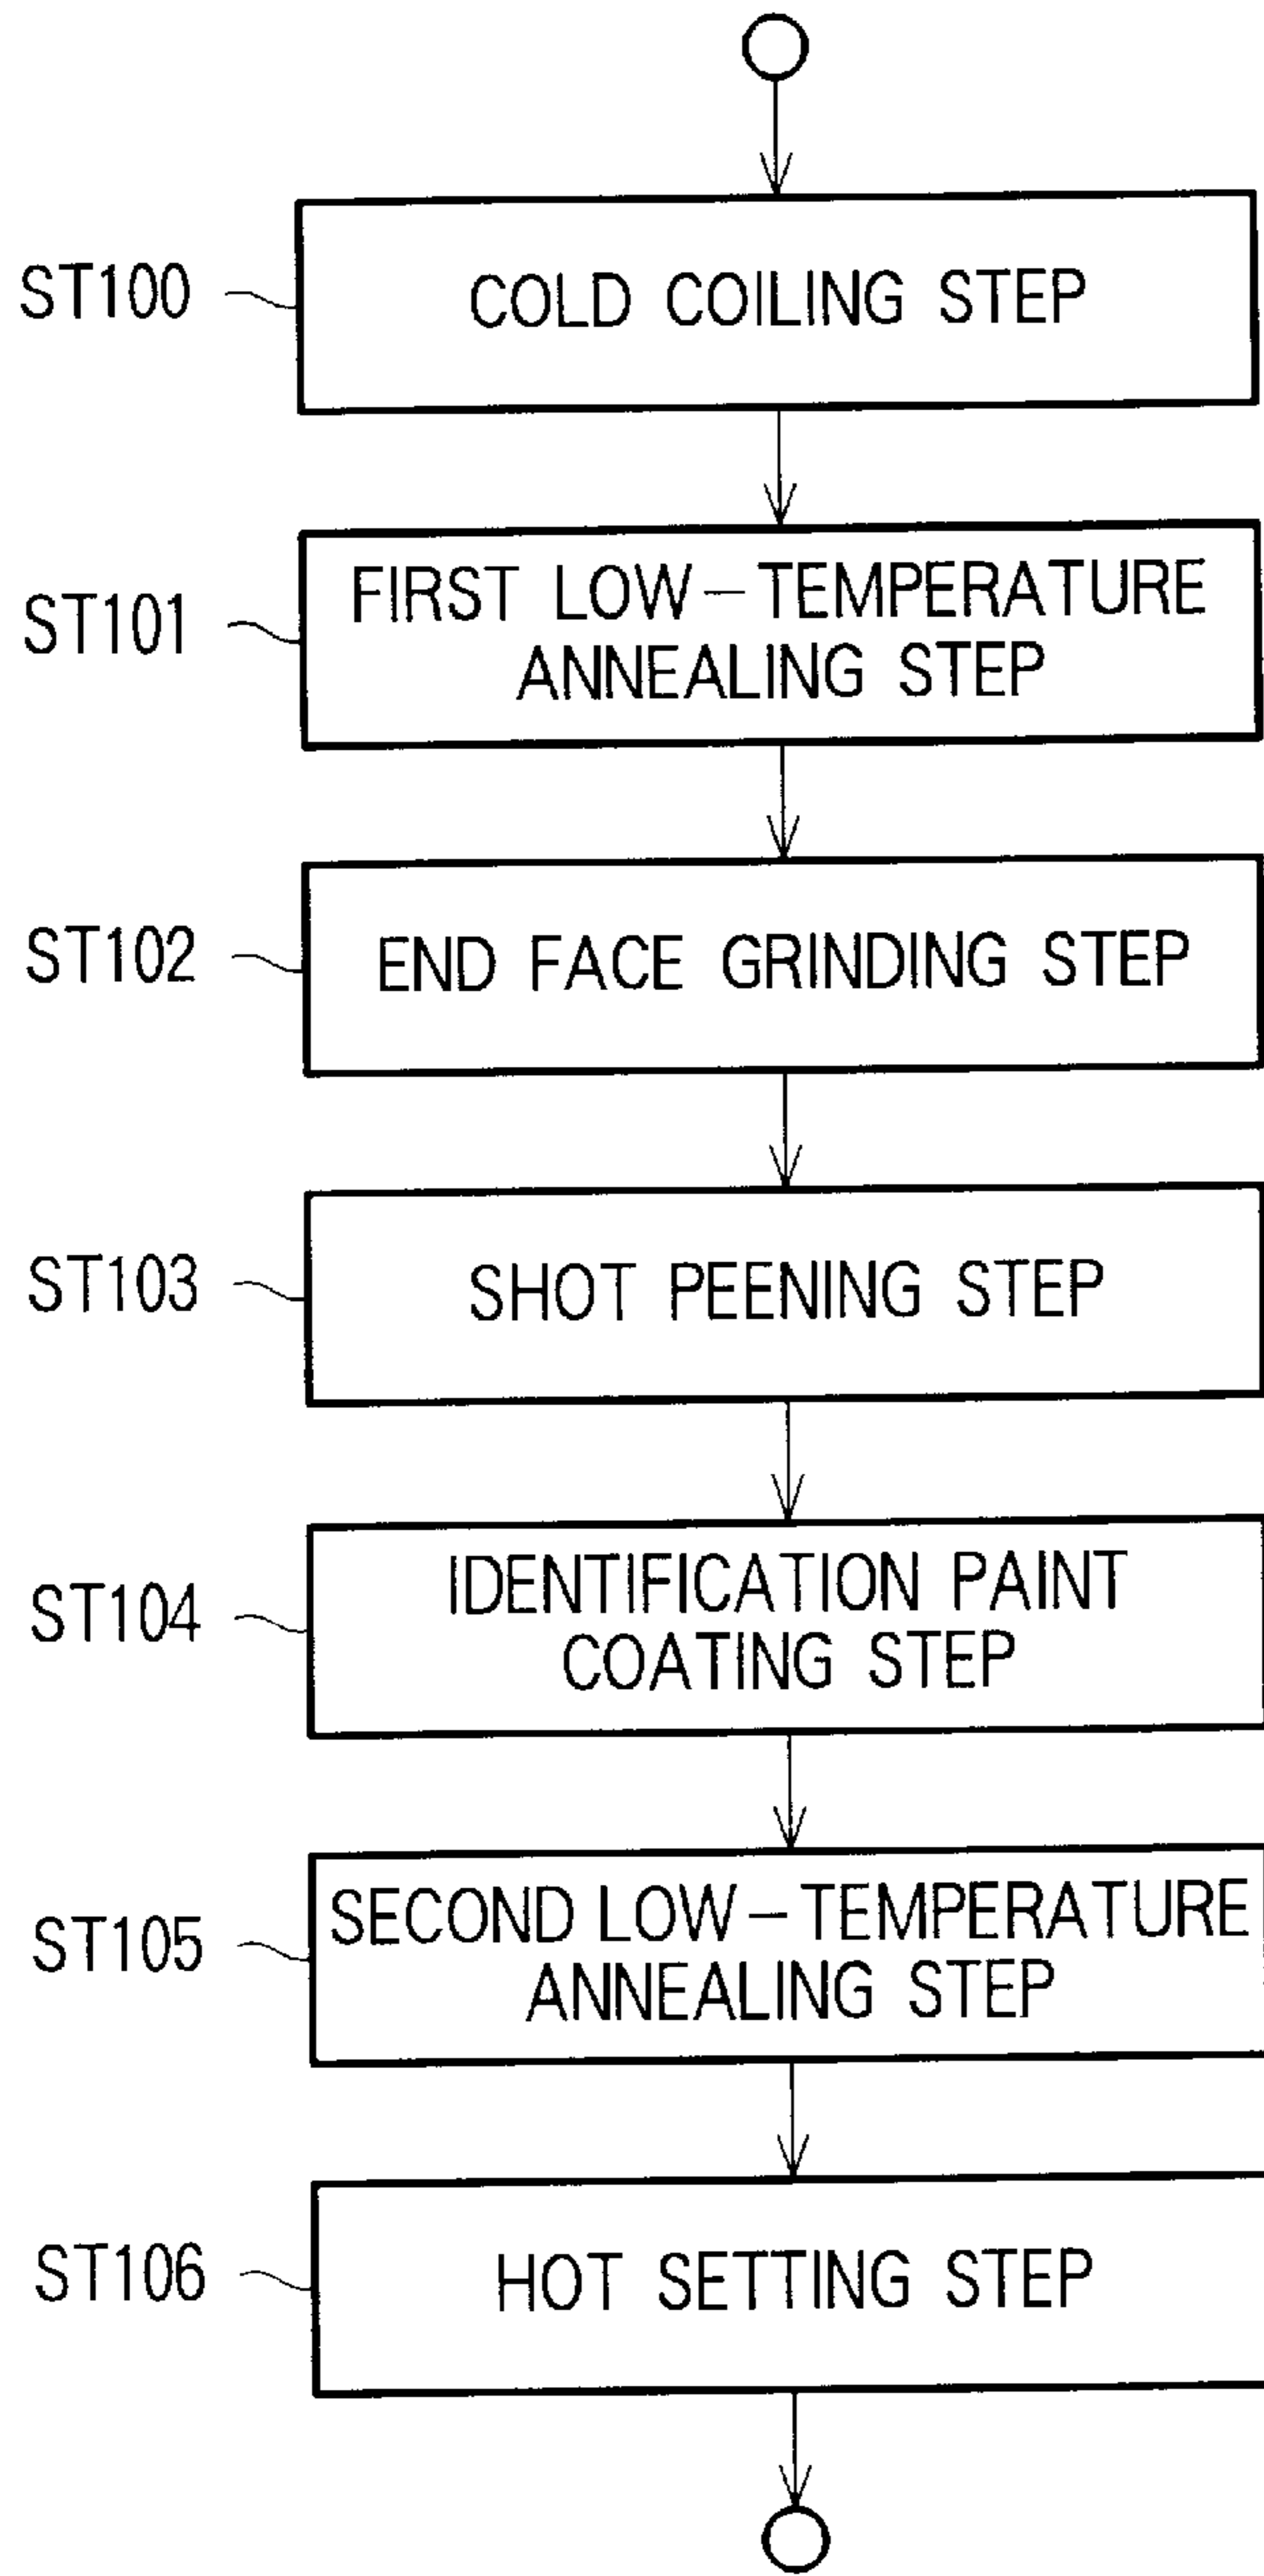 ST100
COLD COILING STEP
ST101
FIRST LOW-TEMPERATURE
ANNEALING STEP
ST102
END FACE GRINDING STEP
ST103
SHOT PEENING STEP
ST104
IDENTIFICATION PAINT
COATING STEP
ST105
SECOND LOW-TEMPERATURE
ANNEALING STEP
ST106
HOT SETTING STEP